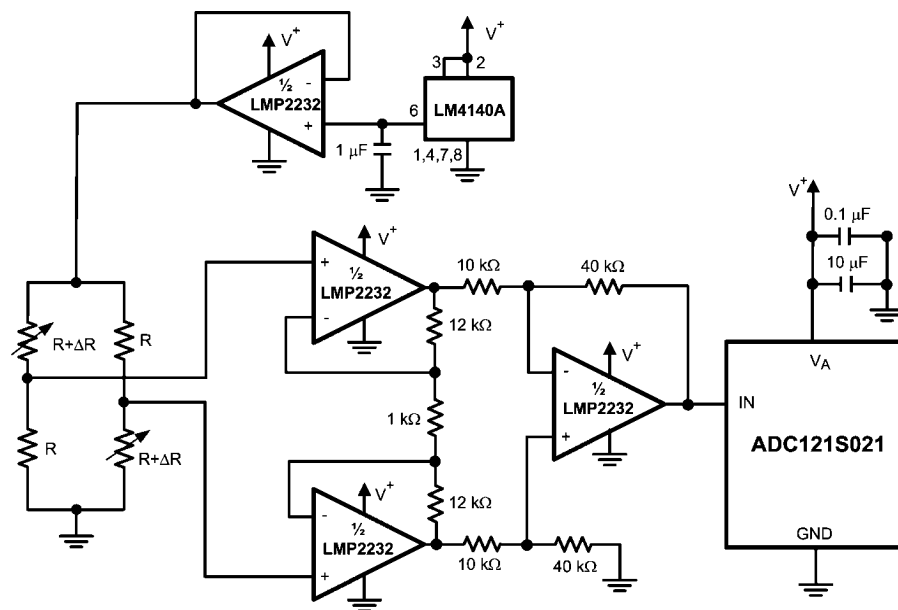 V+
V+
½
-
LMP2232
+
3
2
6
LM4140A
1 µF
1,4,7,8
V+
0.1 µF
10 µF
V+
+
½
LMP2232
-
10 kΩ
40 kΩ
12 kΩ
R+ΔR
R
V+
½
-
LMP2232
+
VA
IN
ADC121S021
1 kΩ
R
R+ΔR
V+
12 kΩ
-
½
LMP2232
+
10 kΩ
40 kΩ
GND